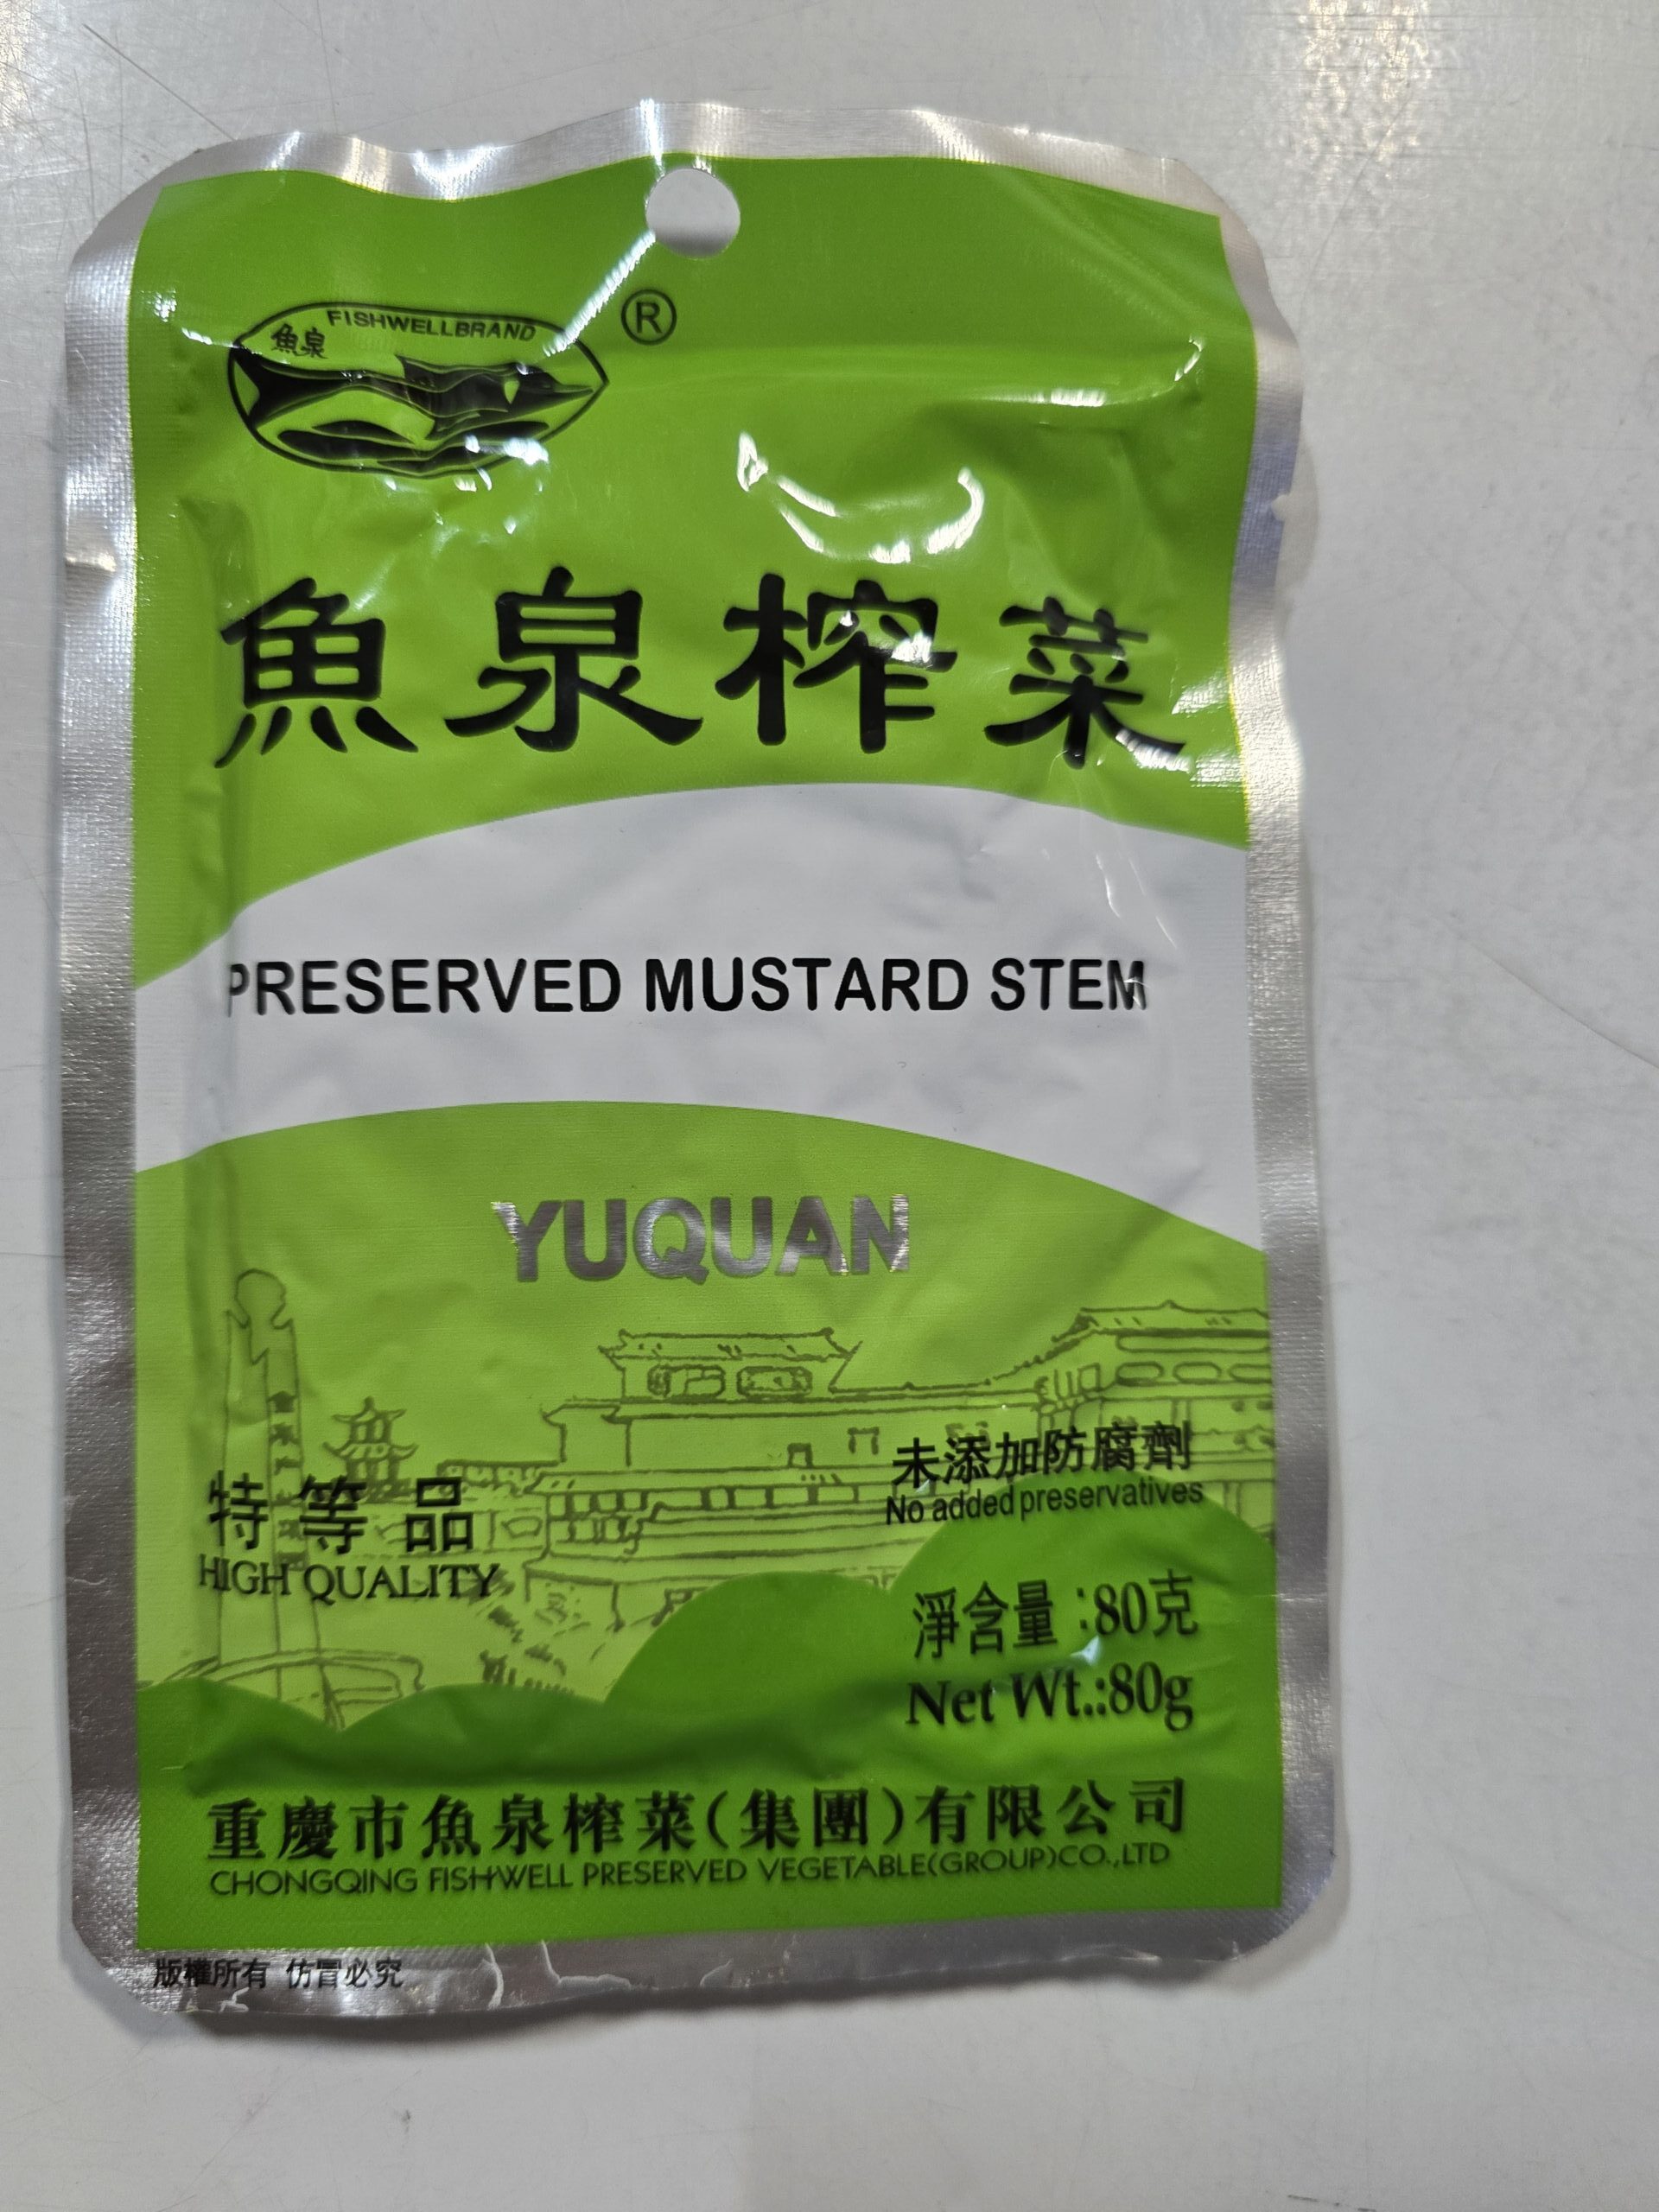 FISHWELLBRAND
魚泉
®
魚泉榨菜
PRESERVED MUSTARD STEM
YUQUAN
未添加防腐劑
No added preservatives
特等品
HIGH QUALITY
淨含量:80克
Net Wt.:80g
重慶市魚泉榨菜(集團)有限公司
CHONGQING FISHWELL PRESERVED VEGETABLE(GROUP)CO.,LTD
版權所有 仿冒必究